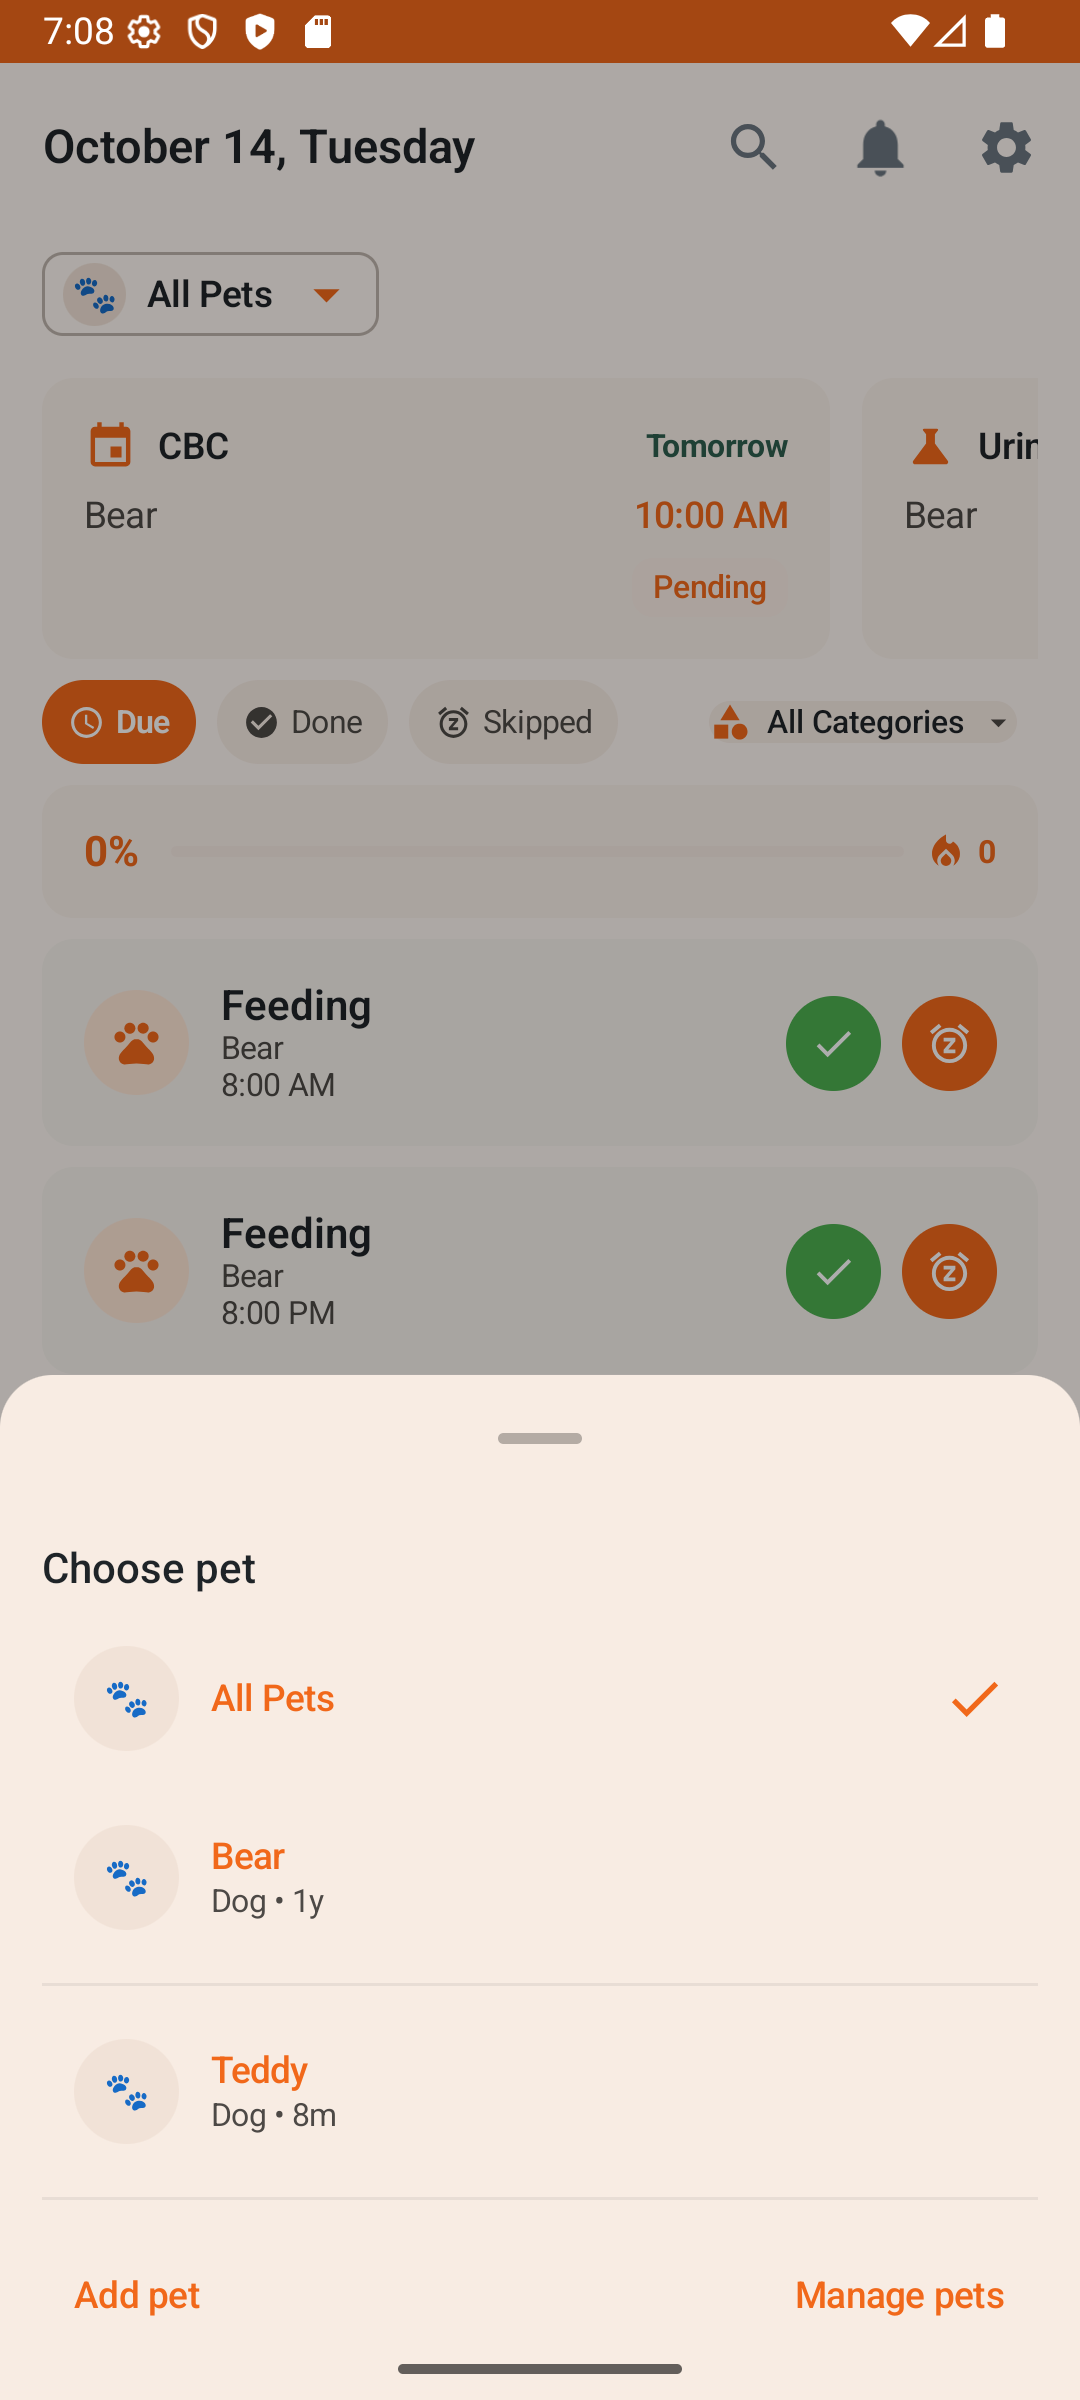 7:08
October 14, Tuesday
All Pets
CBC
Tomorrow
Bear
10:00 AM
Pending
Urin
Bear
Due
Done
Skipped
All Categories
0%
0
Feeding
Bear
8:00 AM
Feeding
Bear
8:00 PM
Choose pet
All Pets
Bear
Dog • 1y
Teddy
Dog • 8m
Add pet
Manage pets